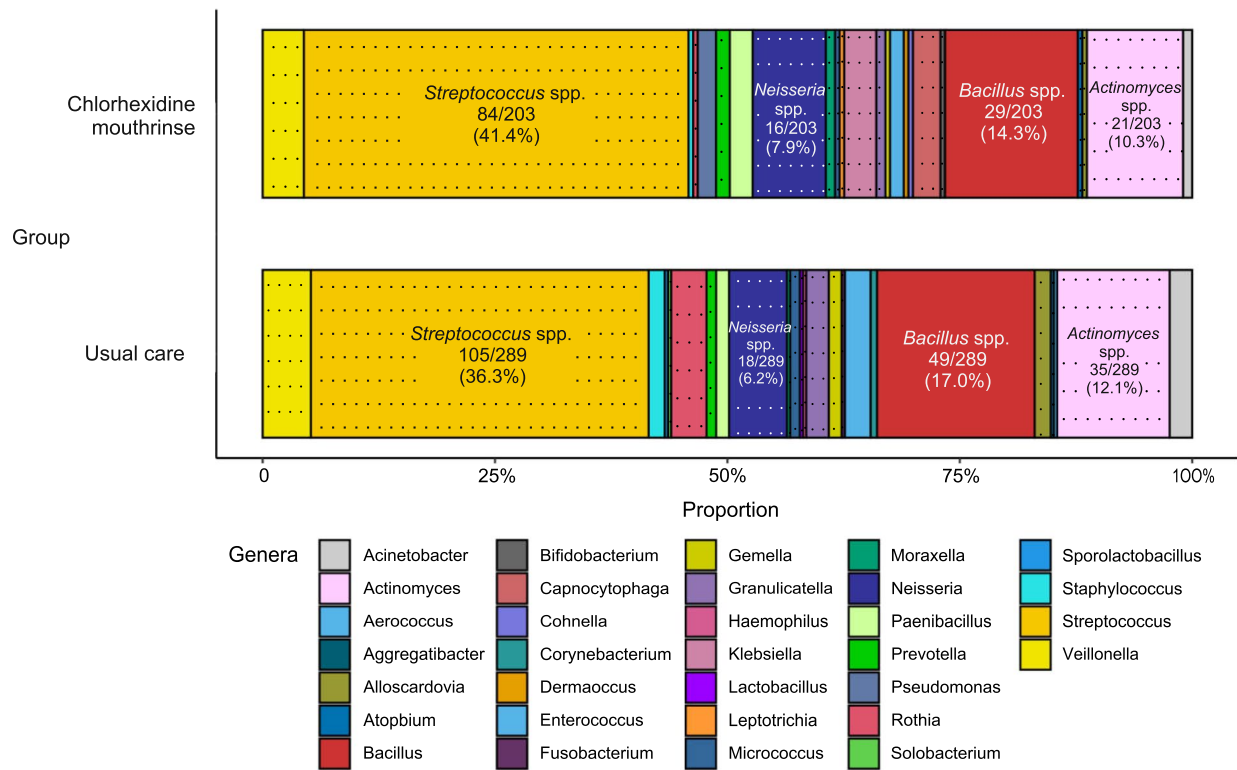 Chlorhexidine
mouthrinse
Streptococcus spp.
84/203
(41.4%)
Neisseria
spp.
16/203
(7.9%)
Bacillus spp.
29/203
(14.3%)
Actinomyces
spp.
21/203
(10.3%)
Group
Usual care
Streptococcus spp.
105/289
(36.3%)
Neisseria
spp.
18/289
(6.2%)
Bacillus spp.
49/289
(17.0%)
Actinomyces
spp.
35/289
(12.1%)
0 25% 50% 75% 100%
Proportion
Genera
Acinetobacter
Actinomyces
Aerococcus
Aggregatibacter
Alloscardovia
Atopbium
Bacillus
Bifidobacterium
Capnocytophaga
Cohnella
Corynebacterium
Dermaoccus
Enterococcus
Fusobacterium
Gemella
Granulicatella
Haemophilus
Klebsiella
Lactobacillus
Leptotrichia
Micrococcus
Moraxella
Neisseria
Paenibacillus
Prevotella
Pseudomonas
Rothia
Solobacterium
Sporolactobacillus
Staphylococcus
Streptococcus
Veillonella